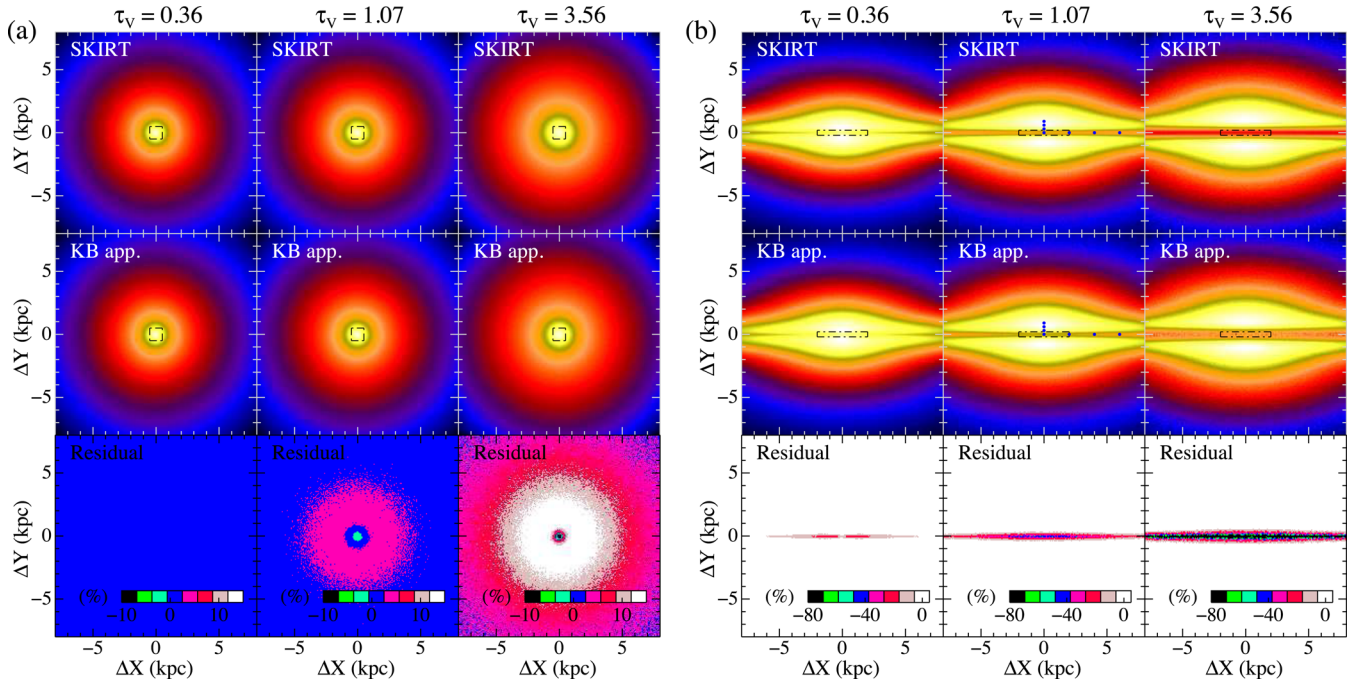 (a) τV = 0.36 τV = 1.07 τV = 3.56 (b) τV = 0.36 τV = 1.07 τV = 3.56
SKIRT SKIRT SKIRT SKIRT SKIRT SKIRT
5 5
ΔY (kpc) 0 ΔY (kpc) 0
−5 −5
KB app. KB app. KB app. KB app. KB app. KB app.
5 5
ΔY (kpc) 0 ΔY (kpc) 0
−5 −5
Residual Residual Residual Residual Residual Residual
5 5
ΔY (kpc) 0 ΔY (kpc) 0
−5 (%) −10 0 10 (%) −10 0 10 (%) −10 0 10 −5 (%) −80 −40 0 (%) −80 −40 0 (%) −80 −40 0
−5 0 5 −5 0 5 −5 0 5 −5 0 5 −5 0 5 −5 0 5
ΔX (kpc) ΔX (kpc) ΔX (kpc) ΔX (kpc) ΔX (kpc) ΔX (kpc)